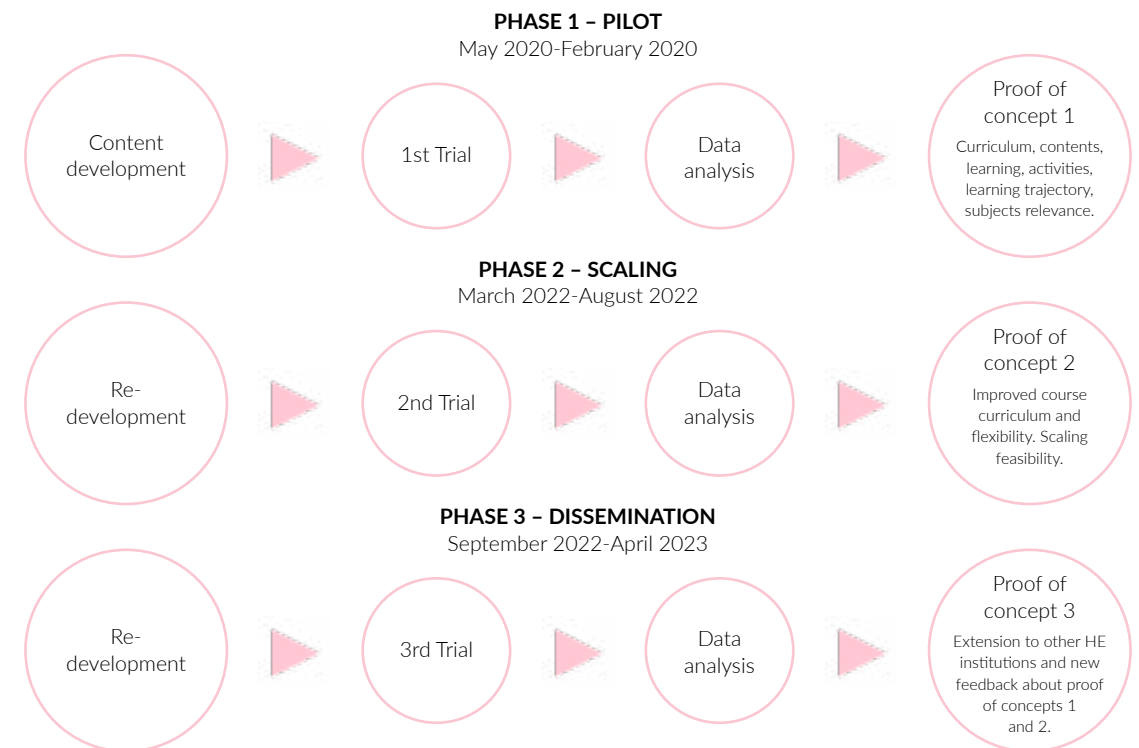 PHASE 1 – PILOT
May 2020-February 2020
Content
development
1st Trial
Data
analysis
Proof of
concept 1
Curriculum, contents,
learning, activities,
learning trajectory,
subjects relevance.
PHASE 2 – SCALING
March 2022-August 2022
Re-
development
2nd Trial
Data
analysis
Proof of
concept 2
Improved course
curriculum and
flexibility. Scaling
feasibility.
PHASE 3 – DISSEMINATION
September 2022-April 2023
Re-
development
3rd Trial
Data
analysis
Proof of
concept 3
Extension to other HE
institutions and new
feedback about proof
of concepts 1
and 2.